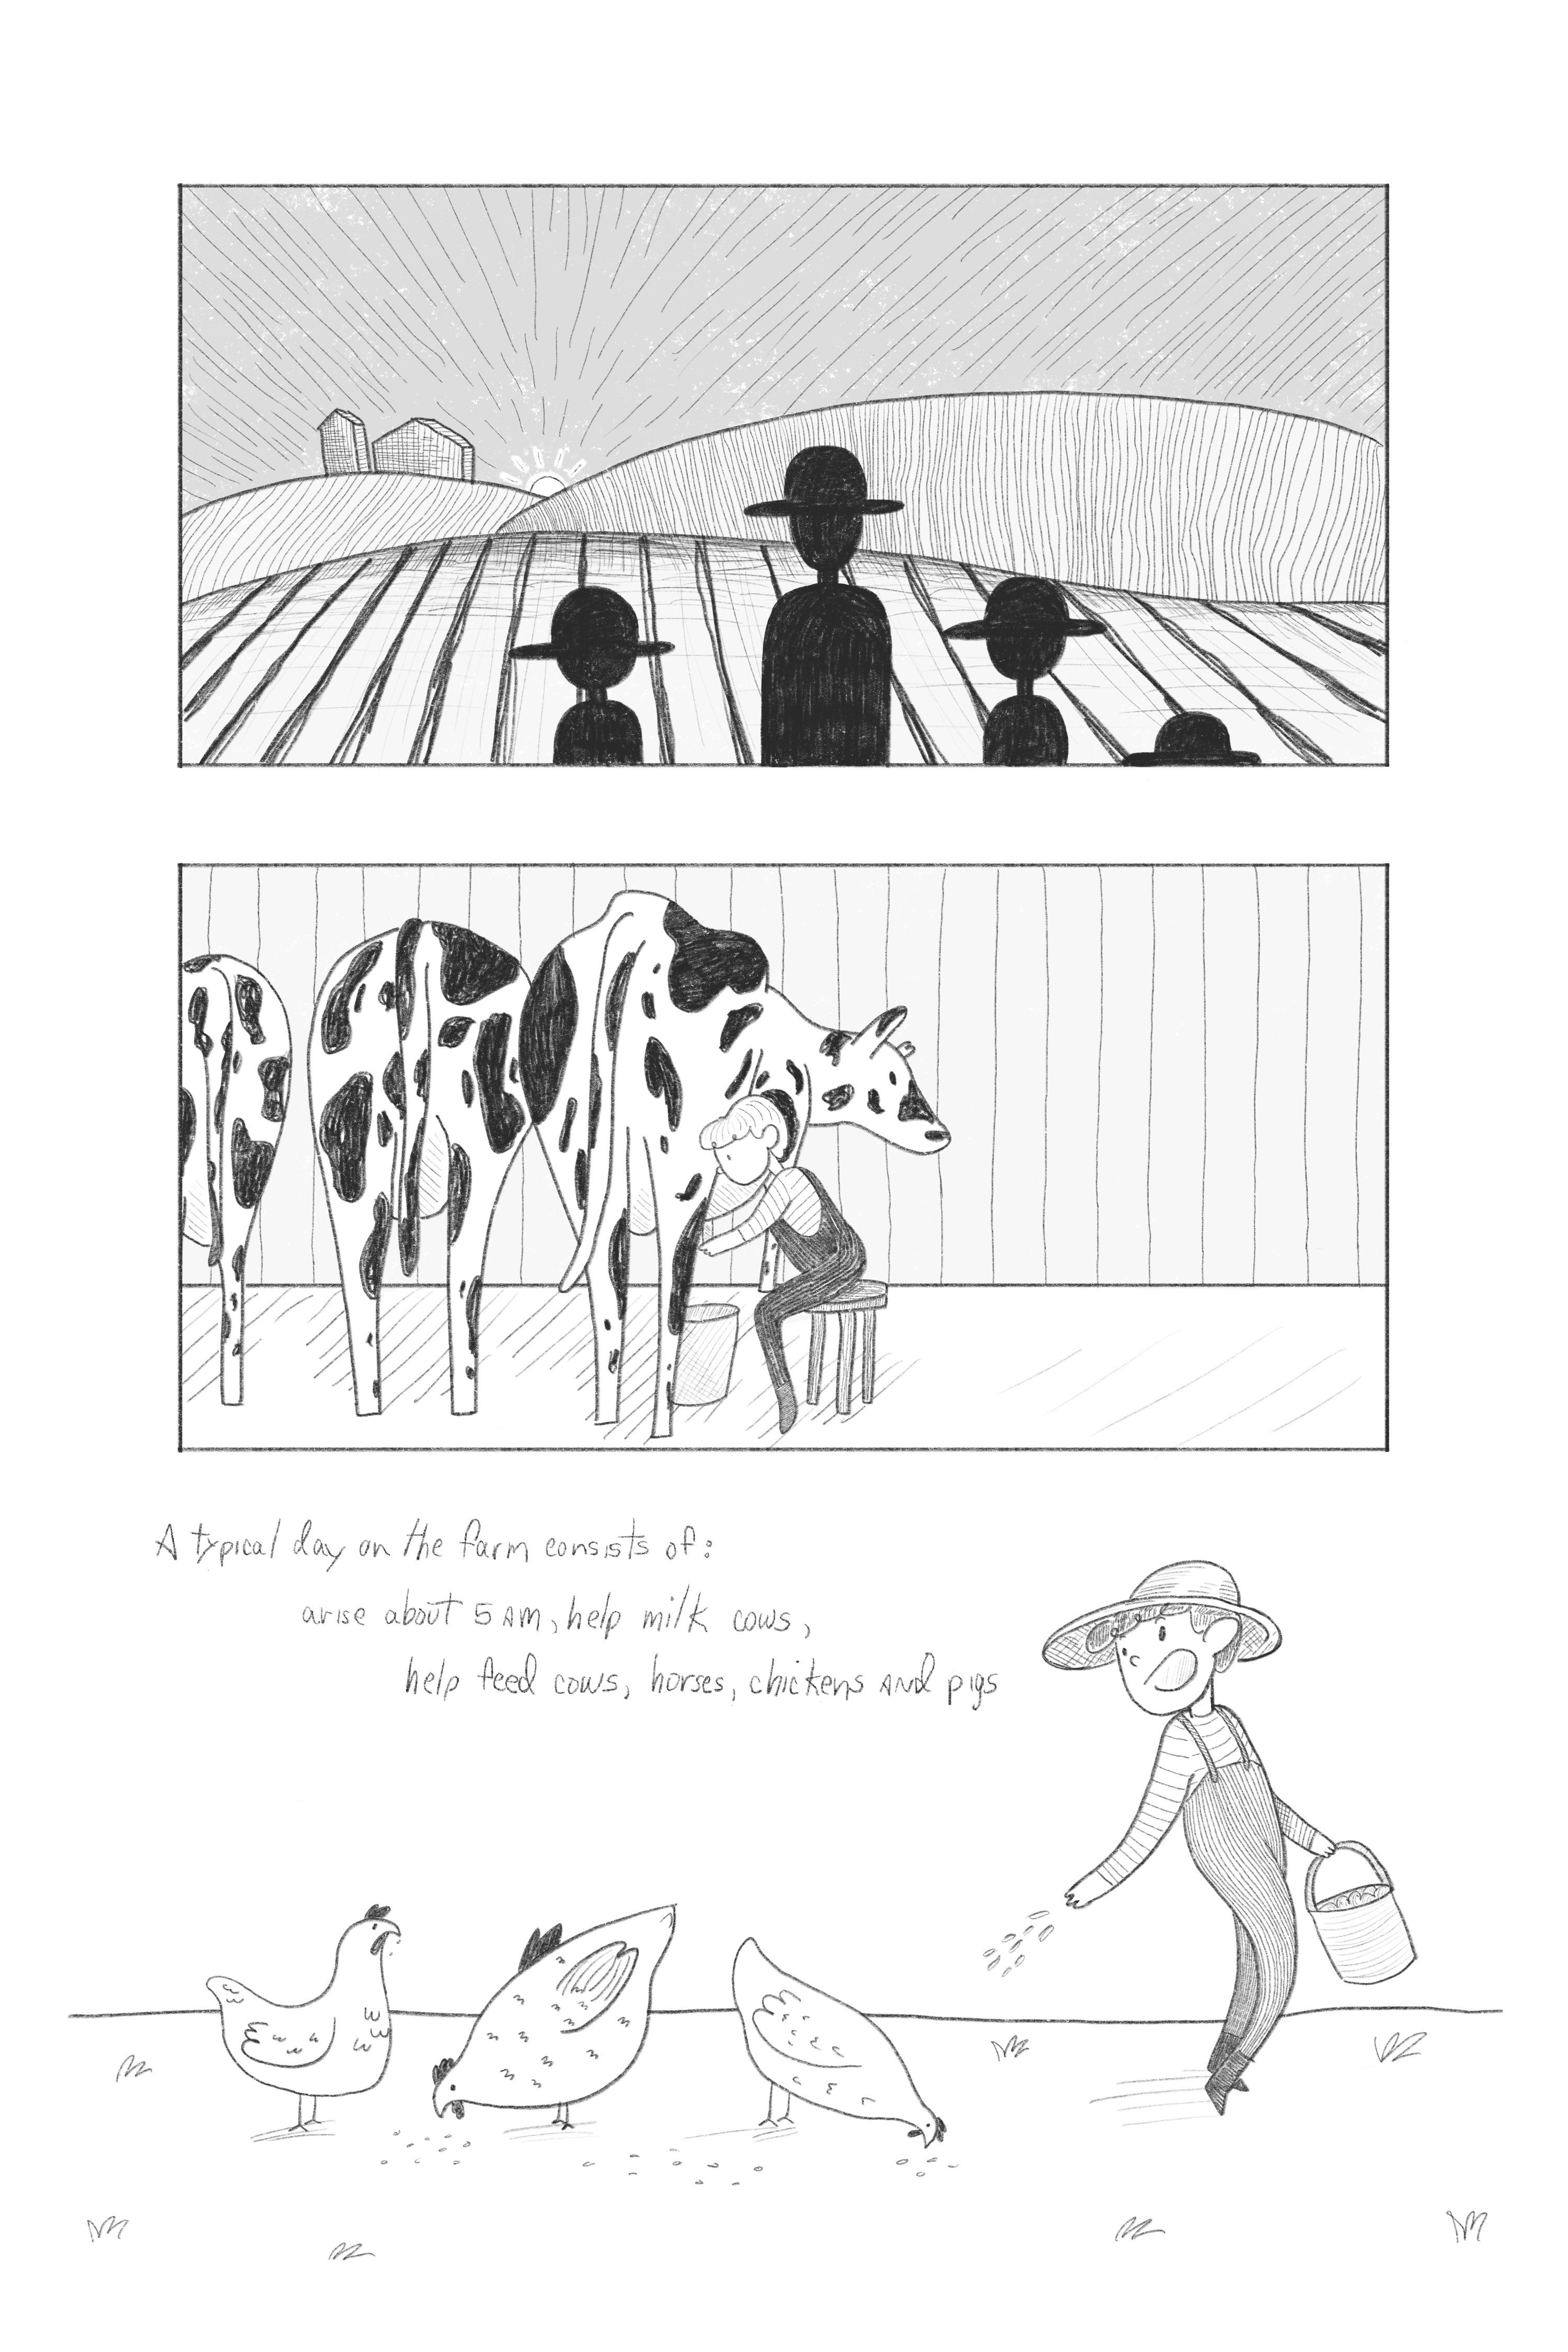 A typical day on the farm consists of:
arise about 5 AM, help milk cows,
help feed cows, horses, chickens AND pigs